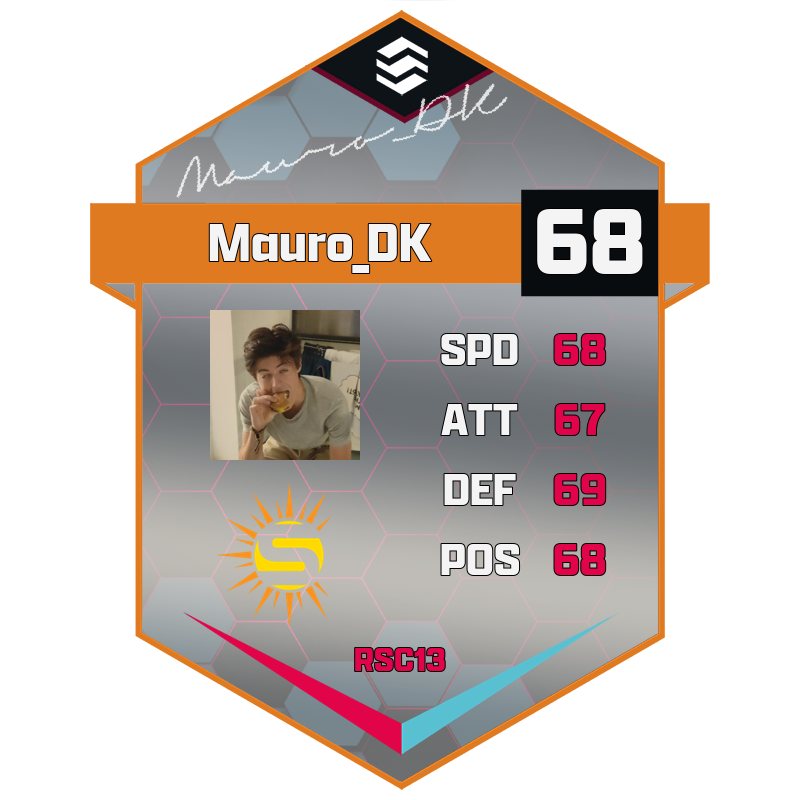 Mauro_DK
Mauro_DK 68
SPD 68
ATT 67
DEF 69
POS 68
S
RSC13